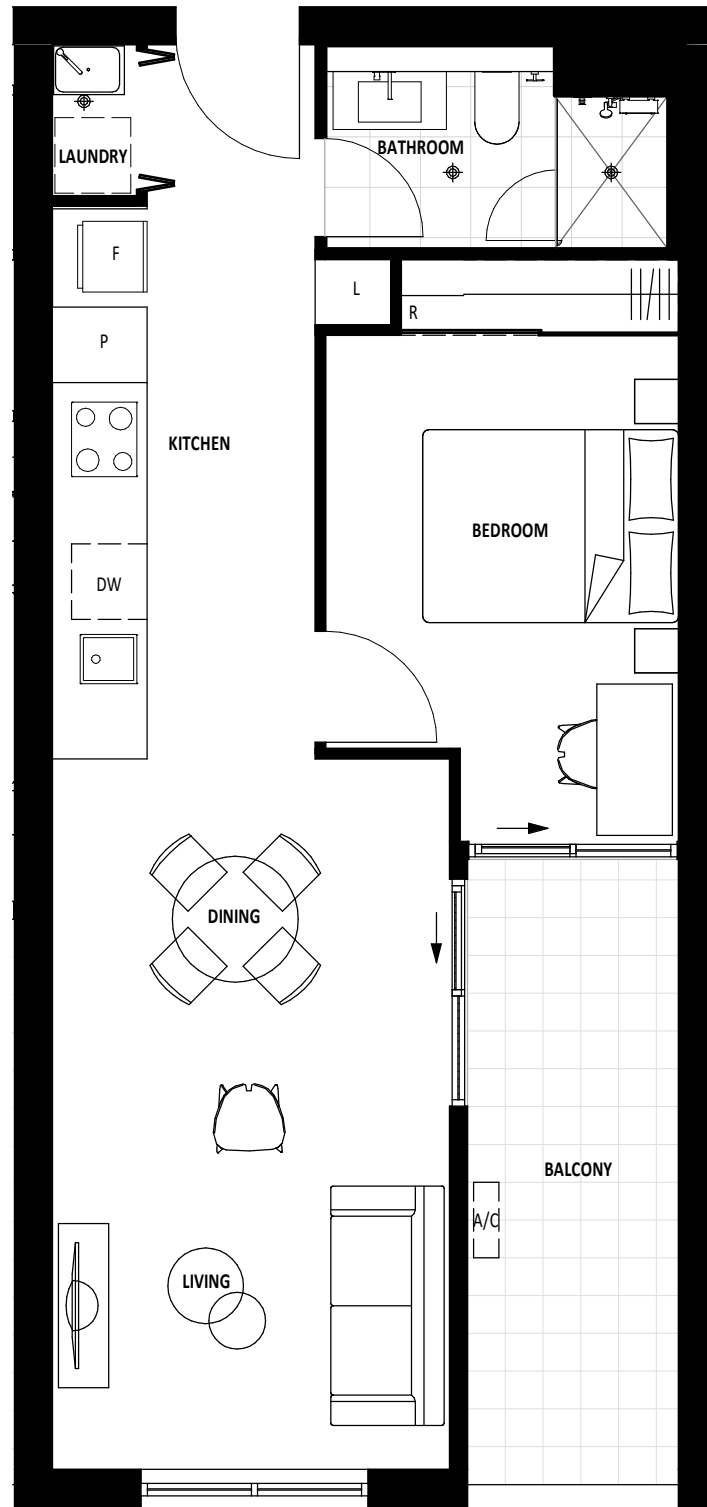 BATHROOM
LAUNDRY
F
L
R
P
KITCHEN
BEDROOM
DW
DINING
BALCONY
A/C
LIVING